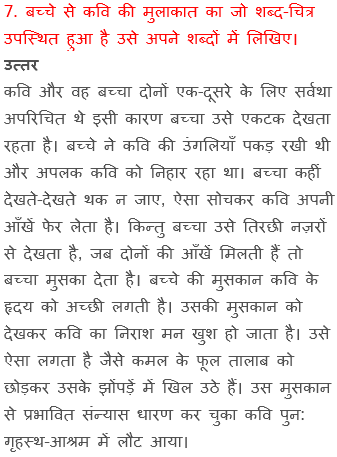 7. बच्चे से कवि की मुलाकात का जो शब्द-चित्र
उपस्थित हुआ है उसे अपने शब्दों में लिखिए।
उत्तर
कवि और वह बच्चा दोनों एक-दूसरे के लिए सर्वथा
अपरिचित थे इसी कारण बच्चा उसे एकटक देखता
रहता है। बच्चे ने कवि की उंगलियाँ पकड़ रखी थी
और अपलक कवि को निहार रहा था। बच्चा कहीं
देखते-देखते थक न जाए, ऐसा सोचकर कवि अपनी
आँखें फेर लेता है। किन्तु बच्चा उसे तिरछी नज़रों
से देखता है, जब दोनों की आँखें मिलती हैं तो
बच्चा मुसका देता है। बच्चे की मुसकान कवि के
हृदय को अच्छी लगती है। उसकी मुसकान को
देखकर कवि का निराश मन खुश हो जाता है। उसे
ऐसा लगता है जैसे कमल के फूल तालाब को
छोड़कर उसके झोंपड़ें में खिल उठे हैं। उस मुसकान
से प्रभावित संन्यास धारण कर चुका कवि पुन:
गृहस्थ-आश्रम में लौट आया।